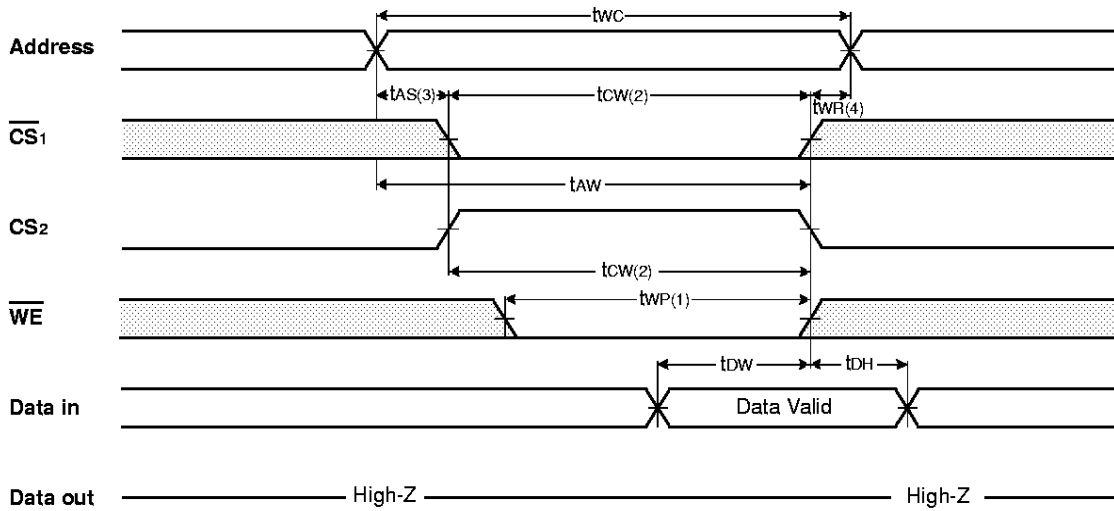 tWC
Address
tAS(3) tCW(2) tWR(4)
CS1
tAW
CS2
tCW(2)
tWP(1)
WE
tDW tDH
Data in Data Valid
Data out High-Z High-Z